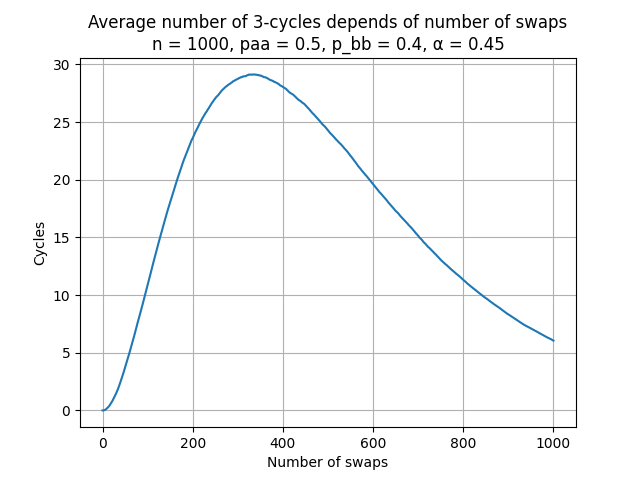 Average number of 3-cycles depends of number of swaps
n = 1000, paa = 0.5, p_bb = 0.4, α = 0.45
30
25
20
15
10
5
0
Cycles
0 200 400 600 800 1000
Number of swaps